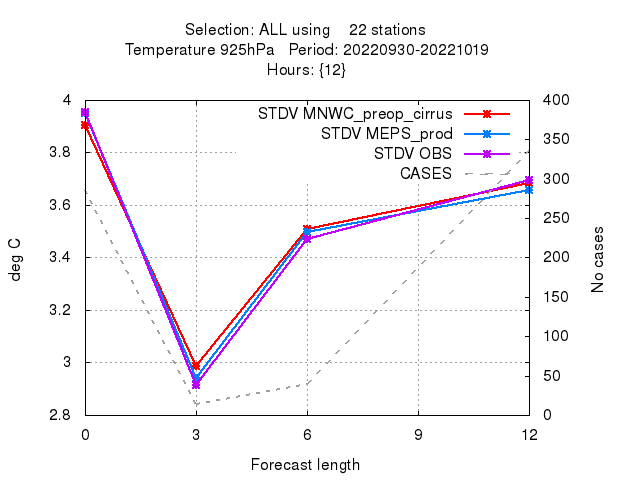 Selection: ALL using    22 stations
Temperature 925hPa   Period: 20220930-20221019
Hours: {12}
STDV MNWC_preop_cirrus
STDV MEPS_prod
STDV OBS
CASES
deg C
4
3.8
3.6
3.4
3.2
3
2.8
400
350
300
250
200
150
100
50
0
No cases
0 3 6 9 12
Forecast length